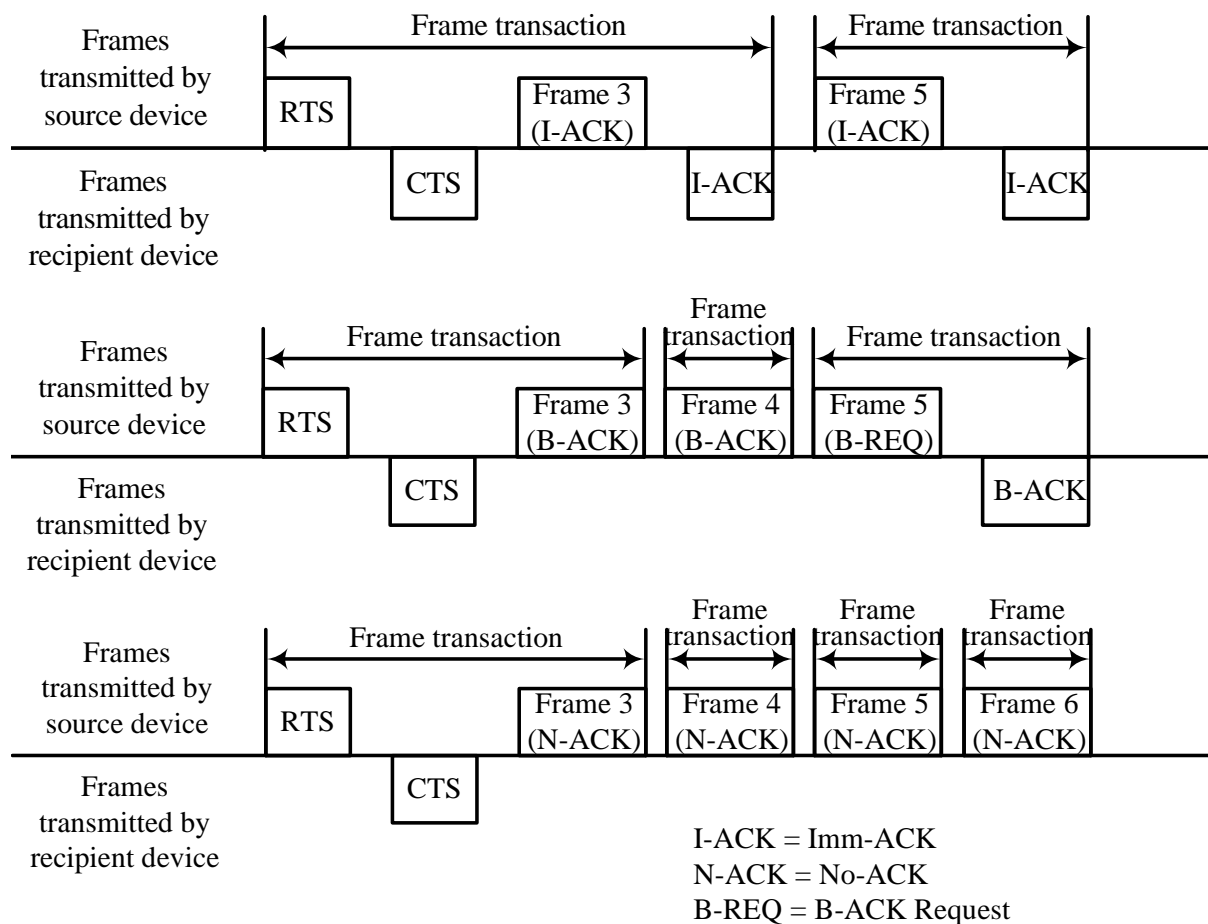 Frame transaction
Frame transaction
Frames
transmitted by
source device
RTS
Frame 3
(I-ACK)
Frame 5
(I-ACK)
Frames
transmitted by
recipient device
CTS
I-ACK
I-ACK
Frame transaction
Frame
transaction
Frame transaction
Frames
transmitted by
source device
RTS
Frame 3
(B-ACK)
Frame 4
(B-ACK)
Frame 5
(B-REQ)
Frames
transmitted by
recipient device
CTS
B-ACK
Frame transaction
Frame
transaction
Frame
transaction
Frame
transaction
Frames
transmitted by
source device
RTS
Frame 3
(N-ACK)
Frame 4
(N-ACK)
Frame 5
(N-ACK)
Frame 6
(N-ACK)
Frames
transmitted by
recipient device
CTS
I-ACK = Imm-ACK
N-ACK = No-ACK
B-REQ = B-ACK Request